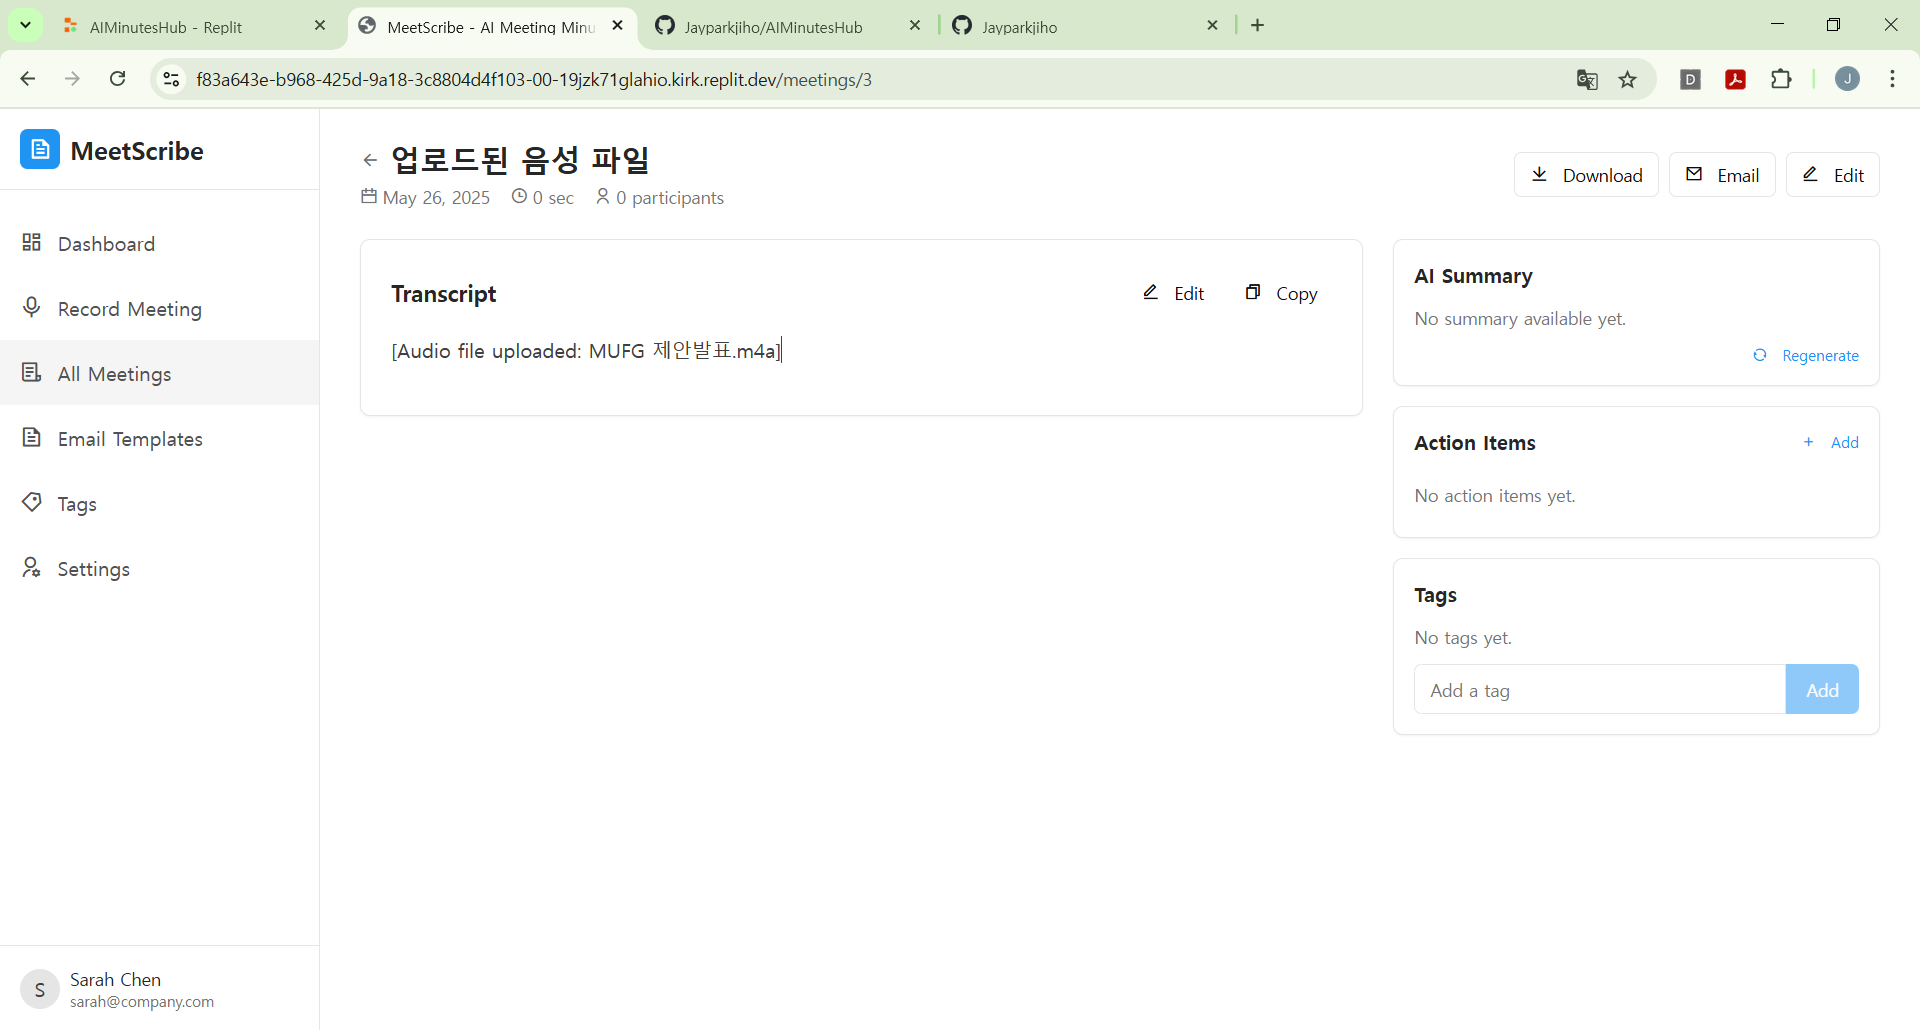 AIMinutesHub - Replit
MeetScribe - AI Meeting Minu
Jayparkjiho/AIMinutesHub
Jayparkjiho
f83a643e-b968-425d-9a18-3c8804d4f103-00-19jzk71glahio.kirk.replit.dev/meetings/3
D
J
MeetScribe
Dashboard
Record Meeting
All Meetings
Email Templates
Tags
Settings
S
Sarah Chen
sarah@company.com
업로드된 음성 파일
May 26, 2025 0 sec 0 participants
Download Email Edit
Transcript Edit Copy
[Audio file uploaded: MUFG 제안발표.m4a]
AI Summary
No summary available yet.
Regenerate
Action Items + Add
No action items yet.
Tags
No tags yet.
Add a tag Add